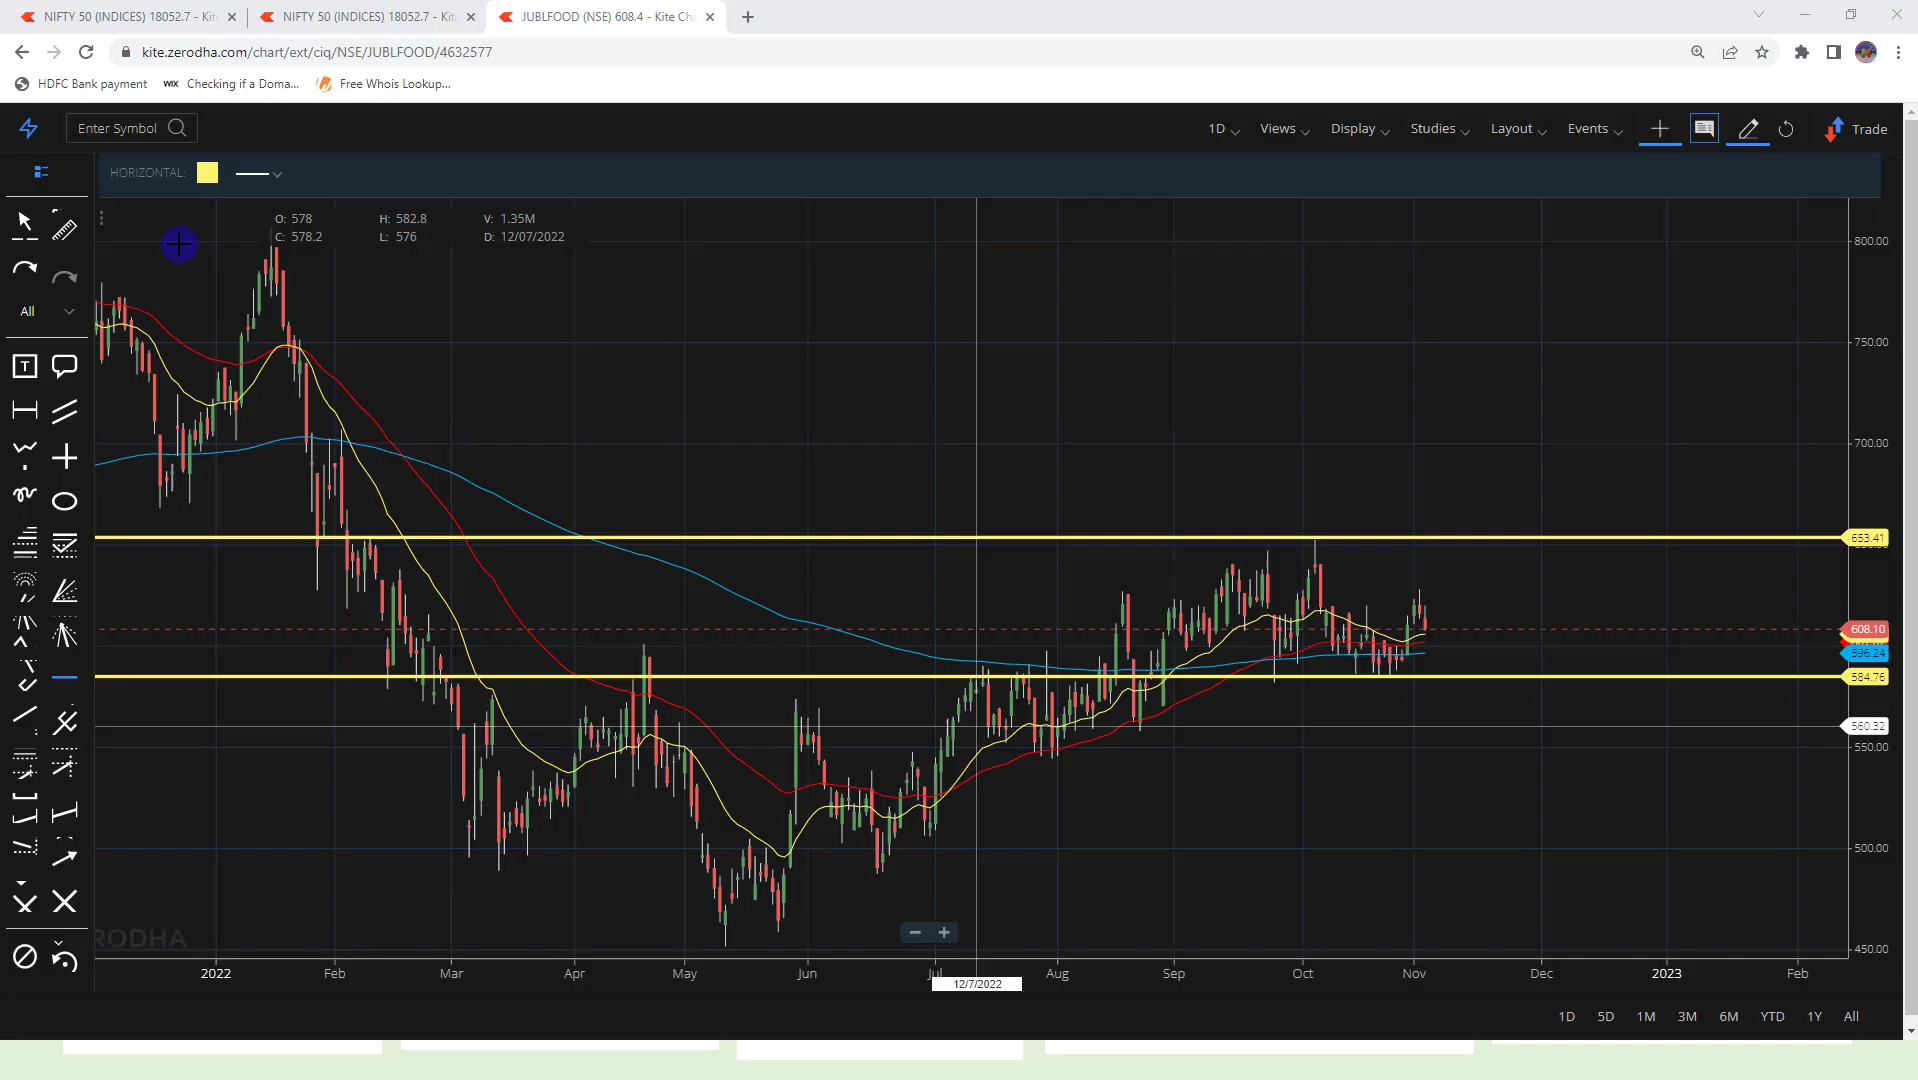 NIFTY 50 (INDICES) 18052.7 - Kit
NIFTY 50 (INDICES) 18052.7 - Kit
JUBLFOOD (NSE) 608.4 - Kite Cha
kite.zerodha.com/chart/ext/ciq/NSE/JUBLFOOD/4632577
HDFC Bank payment
WIX Checking if a Doma...
Free Whois Lookup...
Enter Symbol
1D
Views
Display
Studies
Layout
Events
Trade
HORIZONTAL:
O: 578 H: 582.8 V: 1.35M
C: 578.2 L: 576 D: 12/07/2022
All
T
800.00
750.00
700.00
653.41
608.10
596.24
584.76
560.32
550.00
500.00
450.00
RODHA
2022 Feb Mar Apr May Jun Jul Aug Sep Oct Nov Dec 2023 Feb
12/7/2022
1D 5D 1M 3M 6M YTD 1Y All